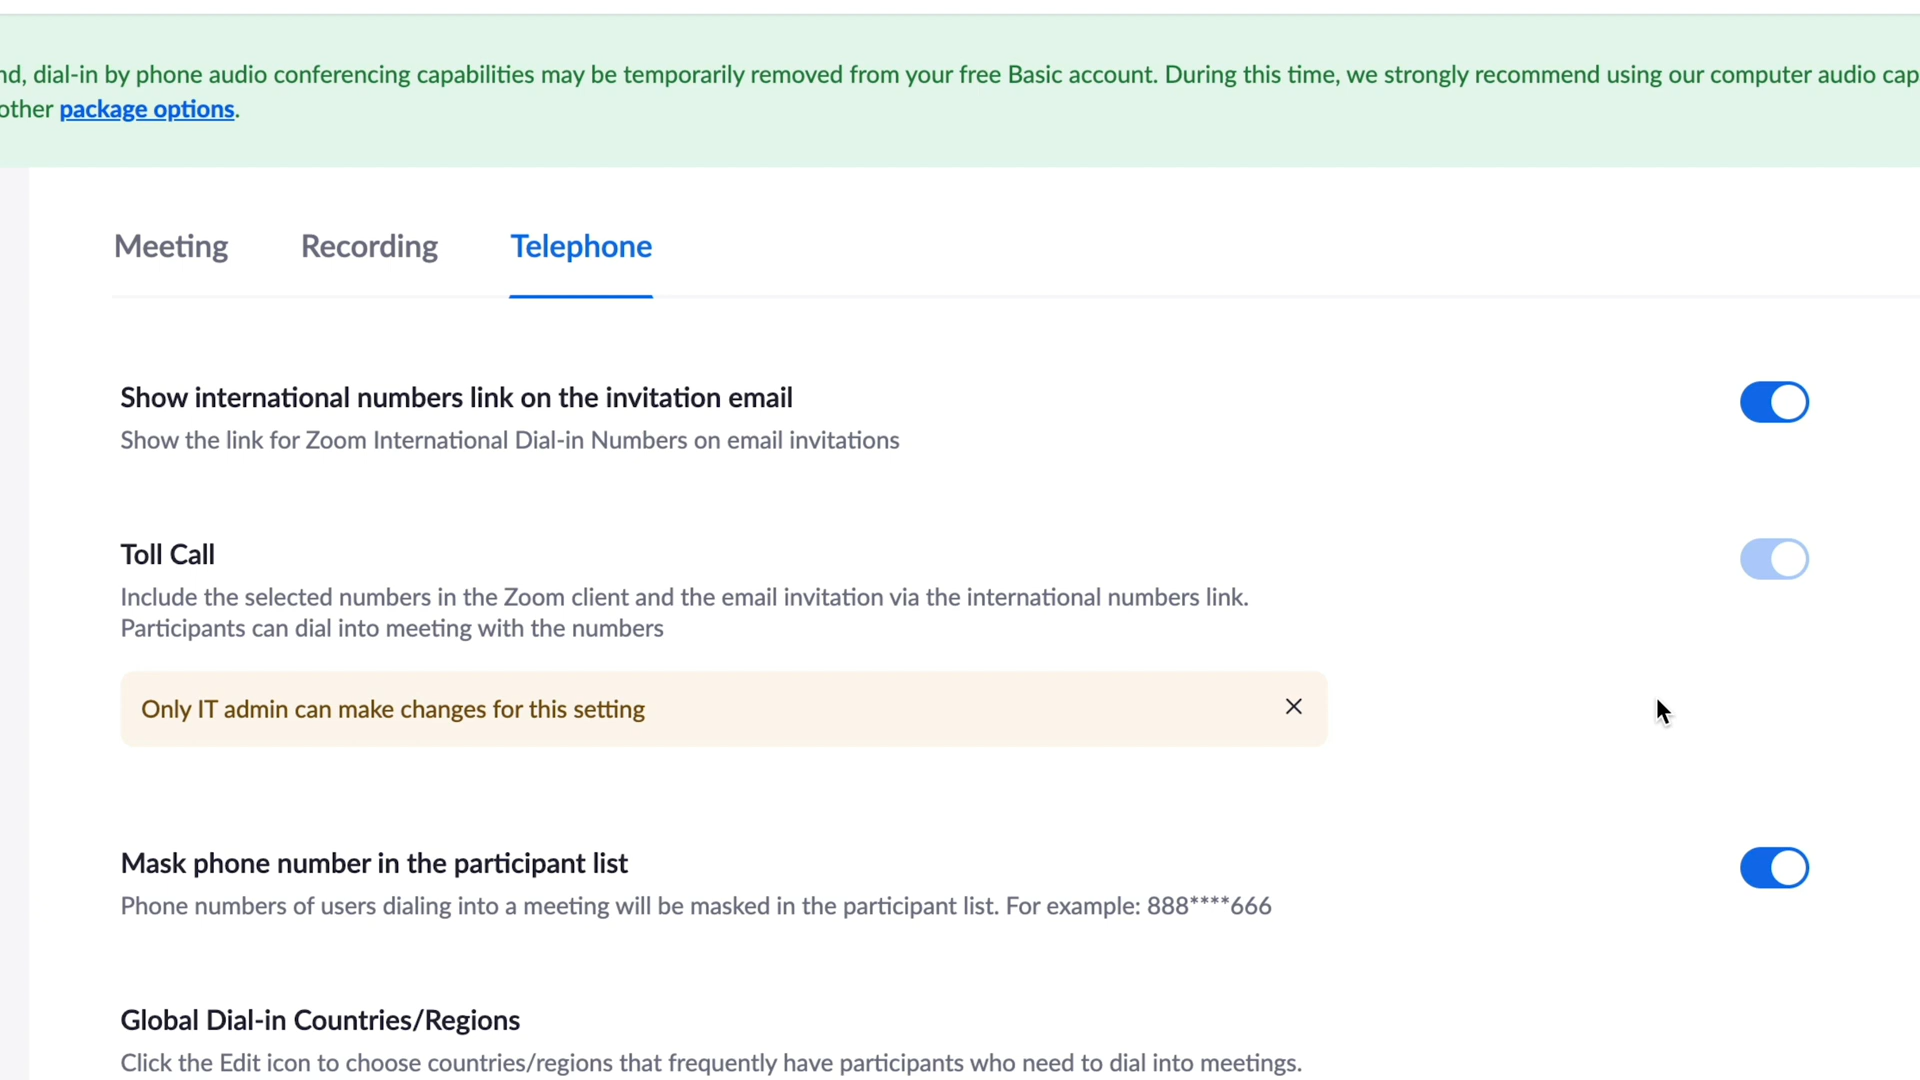 nd, dial-in by phone audio conferencing capabilities may be temporarily removed from your free Basic account. During this time, we strongly recommend using our computer audio cap
other package options.
Meeting Recording Telephone
Show international numbers link on the invitation email
Show the link for Zoom International Dial-in Numbers on email invitations
Toll Call
Include the selected numbers in the Zoom client and the email invitation via the international numbers link.
Participants can dial into meeting with the numbers
Only IT admin can make changes for this setting
Mask phone number in the participant list
Phone numbers of users dialing into a meeting will be masked in the participant list. For example: 888****666
Global Dial-in Countries/Regions
Click the Edit icon to choose countries/regions that frequently have participants who need to dial into meetings.